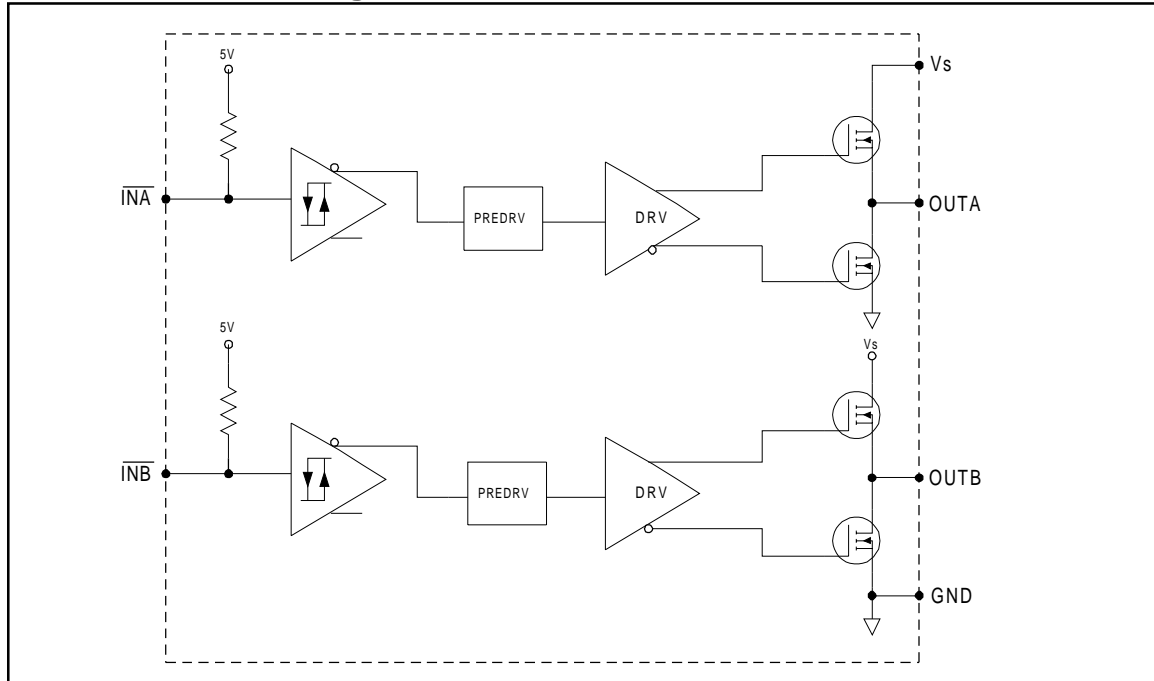 5V
Vs
INA
PREDRV
DRV
OUTA
5V
Vs
INB
PREDRV
DRV
OUTB
GND